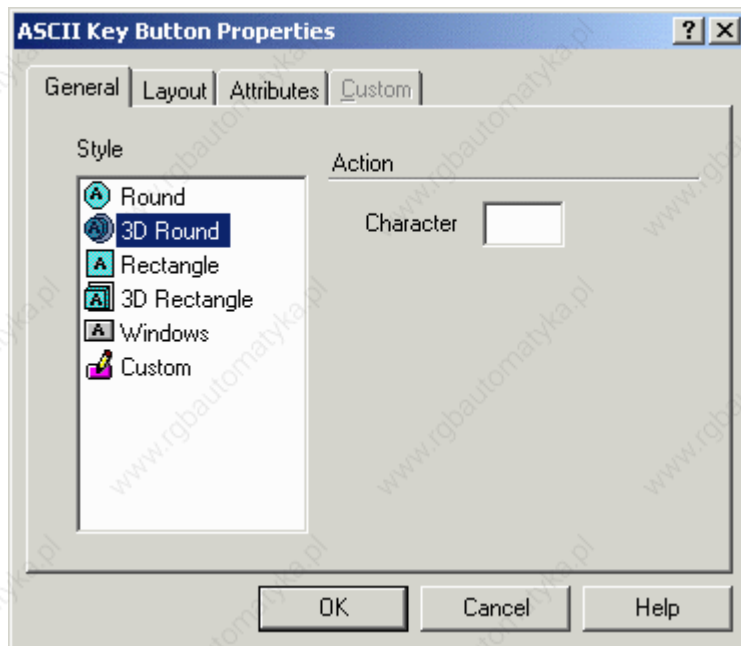 ASCII Key Button Properties
General Layout Attributes Custom
Style
Action
Round
3D Round
Character
Rectangle
3D Rectangle
Windows
Custom
OK Cancel Help
www.rgbautomatyka.pl